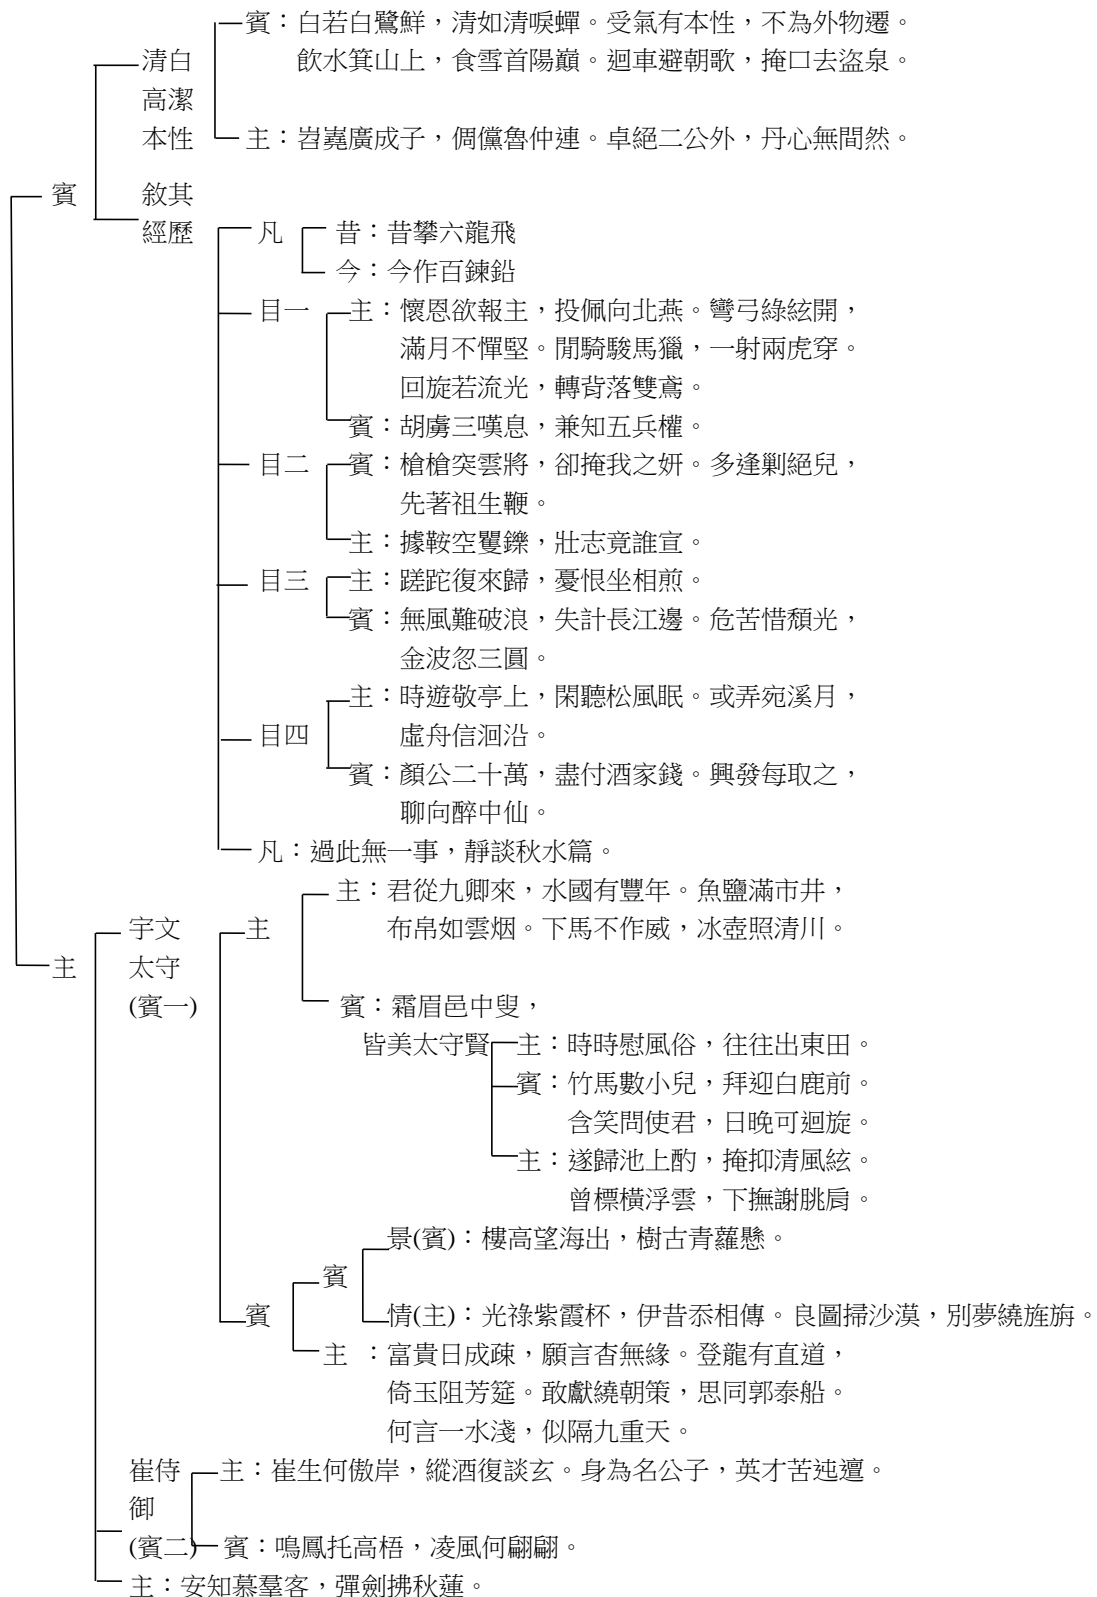 賓：白若白鷺鮮，清如清唳蟬。受氣有本性，不為外物遷。
清白 飲水箕山上，食雪首陽巔。迴車避朝歌，掩口去盜泉。
高潔
本性 主：岧嶤廣成子，倜儻魯仲連。卓絕二公外，丹心無間然。
賓 敘其
經歷 凡 昔：昔攀六龍飛
今：今作百鍊鉛
目一 主：懷恩欲報主，投佩向北燕。彎弓綠絃開，
滿月不憚堅。閒騎駿馬獵，一射兩虎穿。
回旋若流光，轉背落雙鳶。
賓：胡虜三嘆息，兼知五兵權。
目二 賓：槍槍突雲將，卻掩我之妍。多逢剿絕兒，
先著祖生鞭。
主：據鞍空矍鑠，壯志竟誰宣。
目三 主：蹉跎復來歸，憂恨坐相煎。
賓：無風難破浪，失計長江邊。危苦惜頹光，
金波忽三圓。
主：時遊敬亭上，閑聽松風眠。或弄宛溪月，
目四 虛舟信洄沿。
賓：顏公二十萬，盡付酒家錢。興發每取之，
聊向醉中仙。
凡：過此無一事，靜談秋水篇。
主：君從九卿來，水國有豐年。魚鹽滿市井，
宇文 主 布帛如雲烟。下馬不作威，冰壺照清川。
主 太守
(賓一) 賓：霜眉邑中叟，
皆美太守賢 主：時時慰風俗，往往出東田。
賓：竹馬數小兒，拜迎白鹿前。
含笑問使君，日晚可迴旋。
主：遂歸池上酌，掩抑清風絃。
曾標橫浮雲，下撫謝朓肩。
景(賓)：樓高望海出，樹古青蘿懸。
賓
賓 情(主)：光祿紫霞杯，伊昔忝相傳。良圖掃沙漠，別夢繞旌旃。
主 ：富貴日成疎，願言杳無緣。登龍有直道，
倚玉阻芳筵。敢獻繞朝策，思同郭泰船。
何言一水淺，似隔九重天。
崔侍 主：崔生何傲岸，縱酒復談玄。身為名公子，英才苦迍邅。
御
(賓二) 賓：鳴鳳托高梧，凌風何翩翩。
主：安知慕羣客，彈劍拂秋蓮。